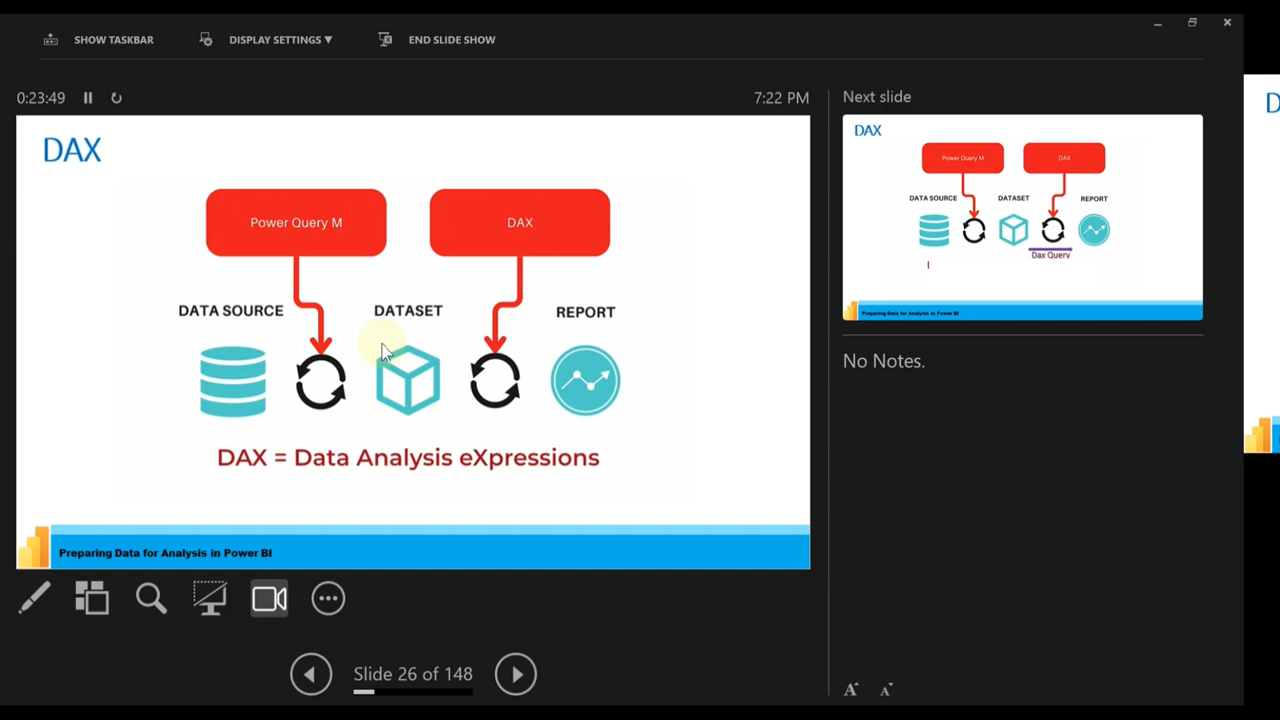 SHOW TASKBAR
DISPLAY SETTINGS ▼
END SLIDE SHOW
0:23:49
7:22 PM
DAX
Power Query M
DAX
DATA SOURCE
DATASET
REPORT
DAX = Data Analysis eXpressions
Preparing Data for Analysis in Power BI
Slide 26 of 148
Next slide
DAX
Power Query M
DAX
DATA SOURCE
DATASET
REPORT
Dax Query
Preparing Data for Analysis in Power BI
No Notes.
A
A
D